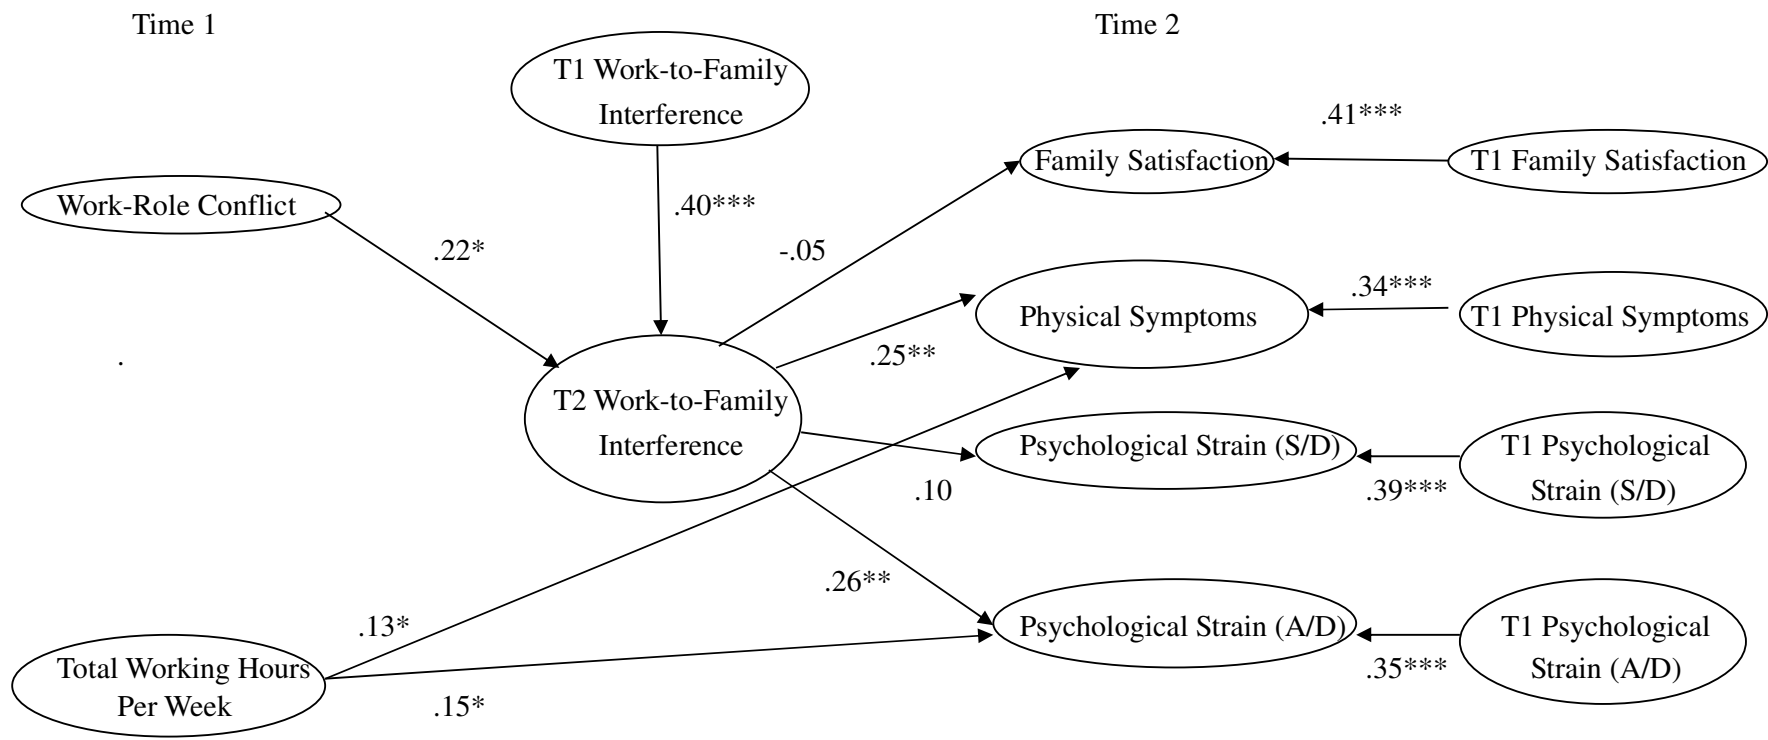 Time 1
Time 2
T1 Work-to-Family
Interference
.41***
Family Satisfaction
T1 Family Satisfaction
Work-Role Conflict
.40***
.22*
-.05
.34***
Physical Symptoms
T1 Physical Symptoms
.25**
.
T2 Work-to-Family
Interference
Psychological Strain (S/D)
T1 Psychological
Strain (S/D)
.10
.39***
.26**
.13*
Psychological Strain (A/D)
T1 Psychological
Strain (A/D)
.35***
Total Working Hours
Per Week
.15*